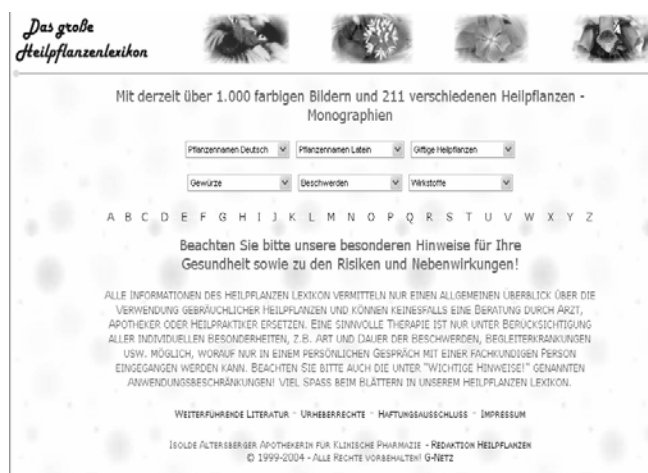 Das große
Heilpflanzenlexikon
Mit derzeit über 1.000 farbigen Bildern und 211 verschiedenen Heilpflanzen -
Monographien
Pflanzennamen Deutsch Pflanzennamen Latein Giftige Heilpflanzen
Gewürze Beschwerden Wirkstoffe
A B C D E F G H I J K L M N O P Q R S T U V W X Y Z
Beachten Sie bitte unsere besonderen Hinweise für Ihre
Gesundheit sowie zu den Risiken und Nebenwirkungen!
ALLE INFORMATIONEN DES HEILPFLANZEN LEXIKON VERMITTELN NUR EINEN ALLGEMEINEN ÜBERBLICK ÜBER DIE
VERWENDUNG GEBRÄUCHLICHER HEILPFLANZEN UND KÖNNEN KEINESFALLS EINE BERATUNG DURCH ARZT,
APOTHEKER ODER HEILPRAKTIKER ERSETZEN. EINE SINNVOLLE THERAPIE IST NUR UNTER BERÜCKSICHTIGUNG
ALLER INDIVIDUELLEN BESONDERHEITEN, Z.B. ART UND DAUER DER BESCHWERDEN, BEGLEITERKRANKUNGEN
USW. MÖGLICH, WORAUF NUR IN EINEM PERSÖNLICHEN GESPRÄCH MIT EINER FACHKUNDIGEN PERSON
EINGEGANGEN WERDEN KANN. BEACHTEN SIE BITTE AUCH DIE UNTER "WICHTIGE HINWEISE!" GENANNTEN
ANWENDUNGSBESCHRÄNKUNGEN! VIEL SPASS BEIM BLÄTTERN IN UNSEREM HEILPFLANZEN LEXIKON.
WEITERFÜHRENDE LITERATUR - URHEBERRECHTE - HAFTUNGSAUSSCHLUSS - IMPRESSUM
ISOLDE ALTERSBERGER APOTHEKERIN FÜR KLINISCHE PHARMAZIE - REDAKTION HEILPFLANZEN
© 1999-2004 - ALLE RECHTE VORBEHALTEN! G-NETZ